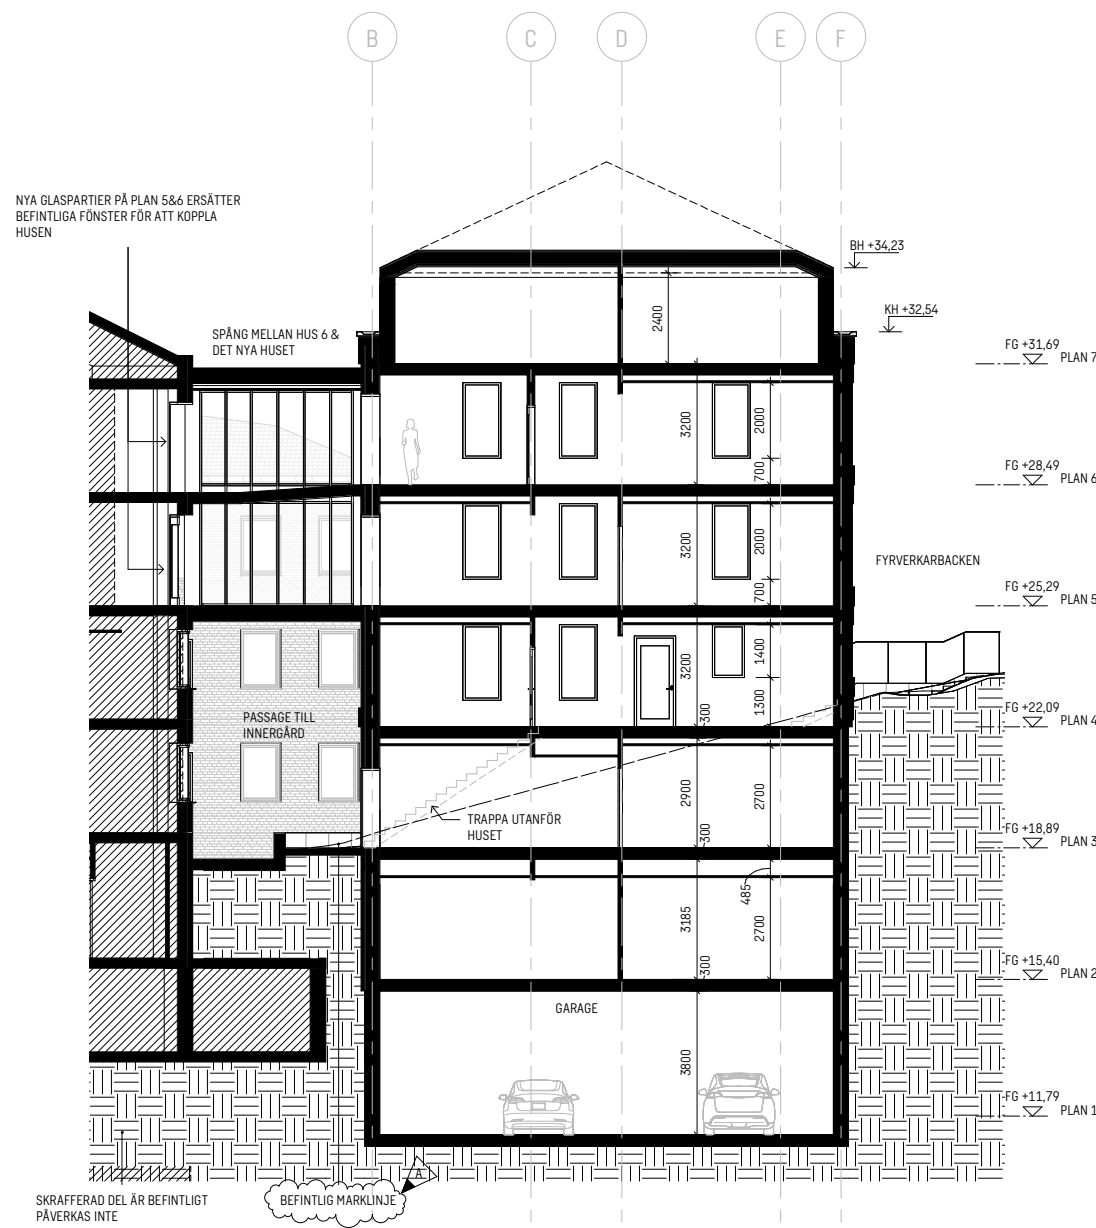 B
C
D
E
F
NYA GLASPARTIER PÅ PLAN 5&6 ERSÄTTER
BEFINTLIGA FÖNSTER FÖR ATT KOPPLA
HUSEN
BH +34,23
KH +32,54
SPÅNG MELLAN HUS 6 &
DET NYA HUSET
2400
FG +31,69
PLAN 7
3200
2000
700
FG +28,49
PLAN 6
3200
2000
700
FYRVERKARBACKEN
FG +25,29
PLAN 5
3200
300
1400
1300
PASSAGE TILL
INNERGÅRD
FG +22,09
PLAN 4
2900
300
2700
TRAPPA UTANFÖR
HUSET
FG +18,89
PLAN 3
3185
300
485
2700
FG +15,40
PLAN 2
GARAGE
3800
FG +11,79
PLAN 1
A
SKRAFFERAD DEL ÄR BEFINTLIGT
PÅVERKAS INTE
BEFINTLIG MARKLINJE